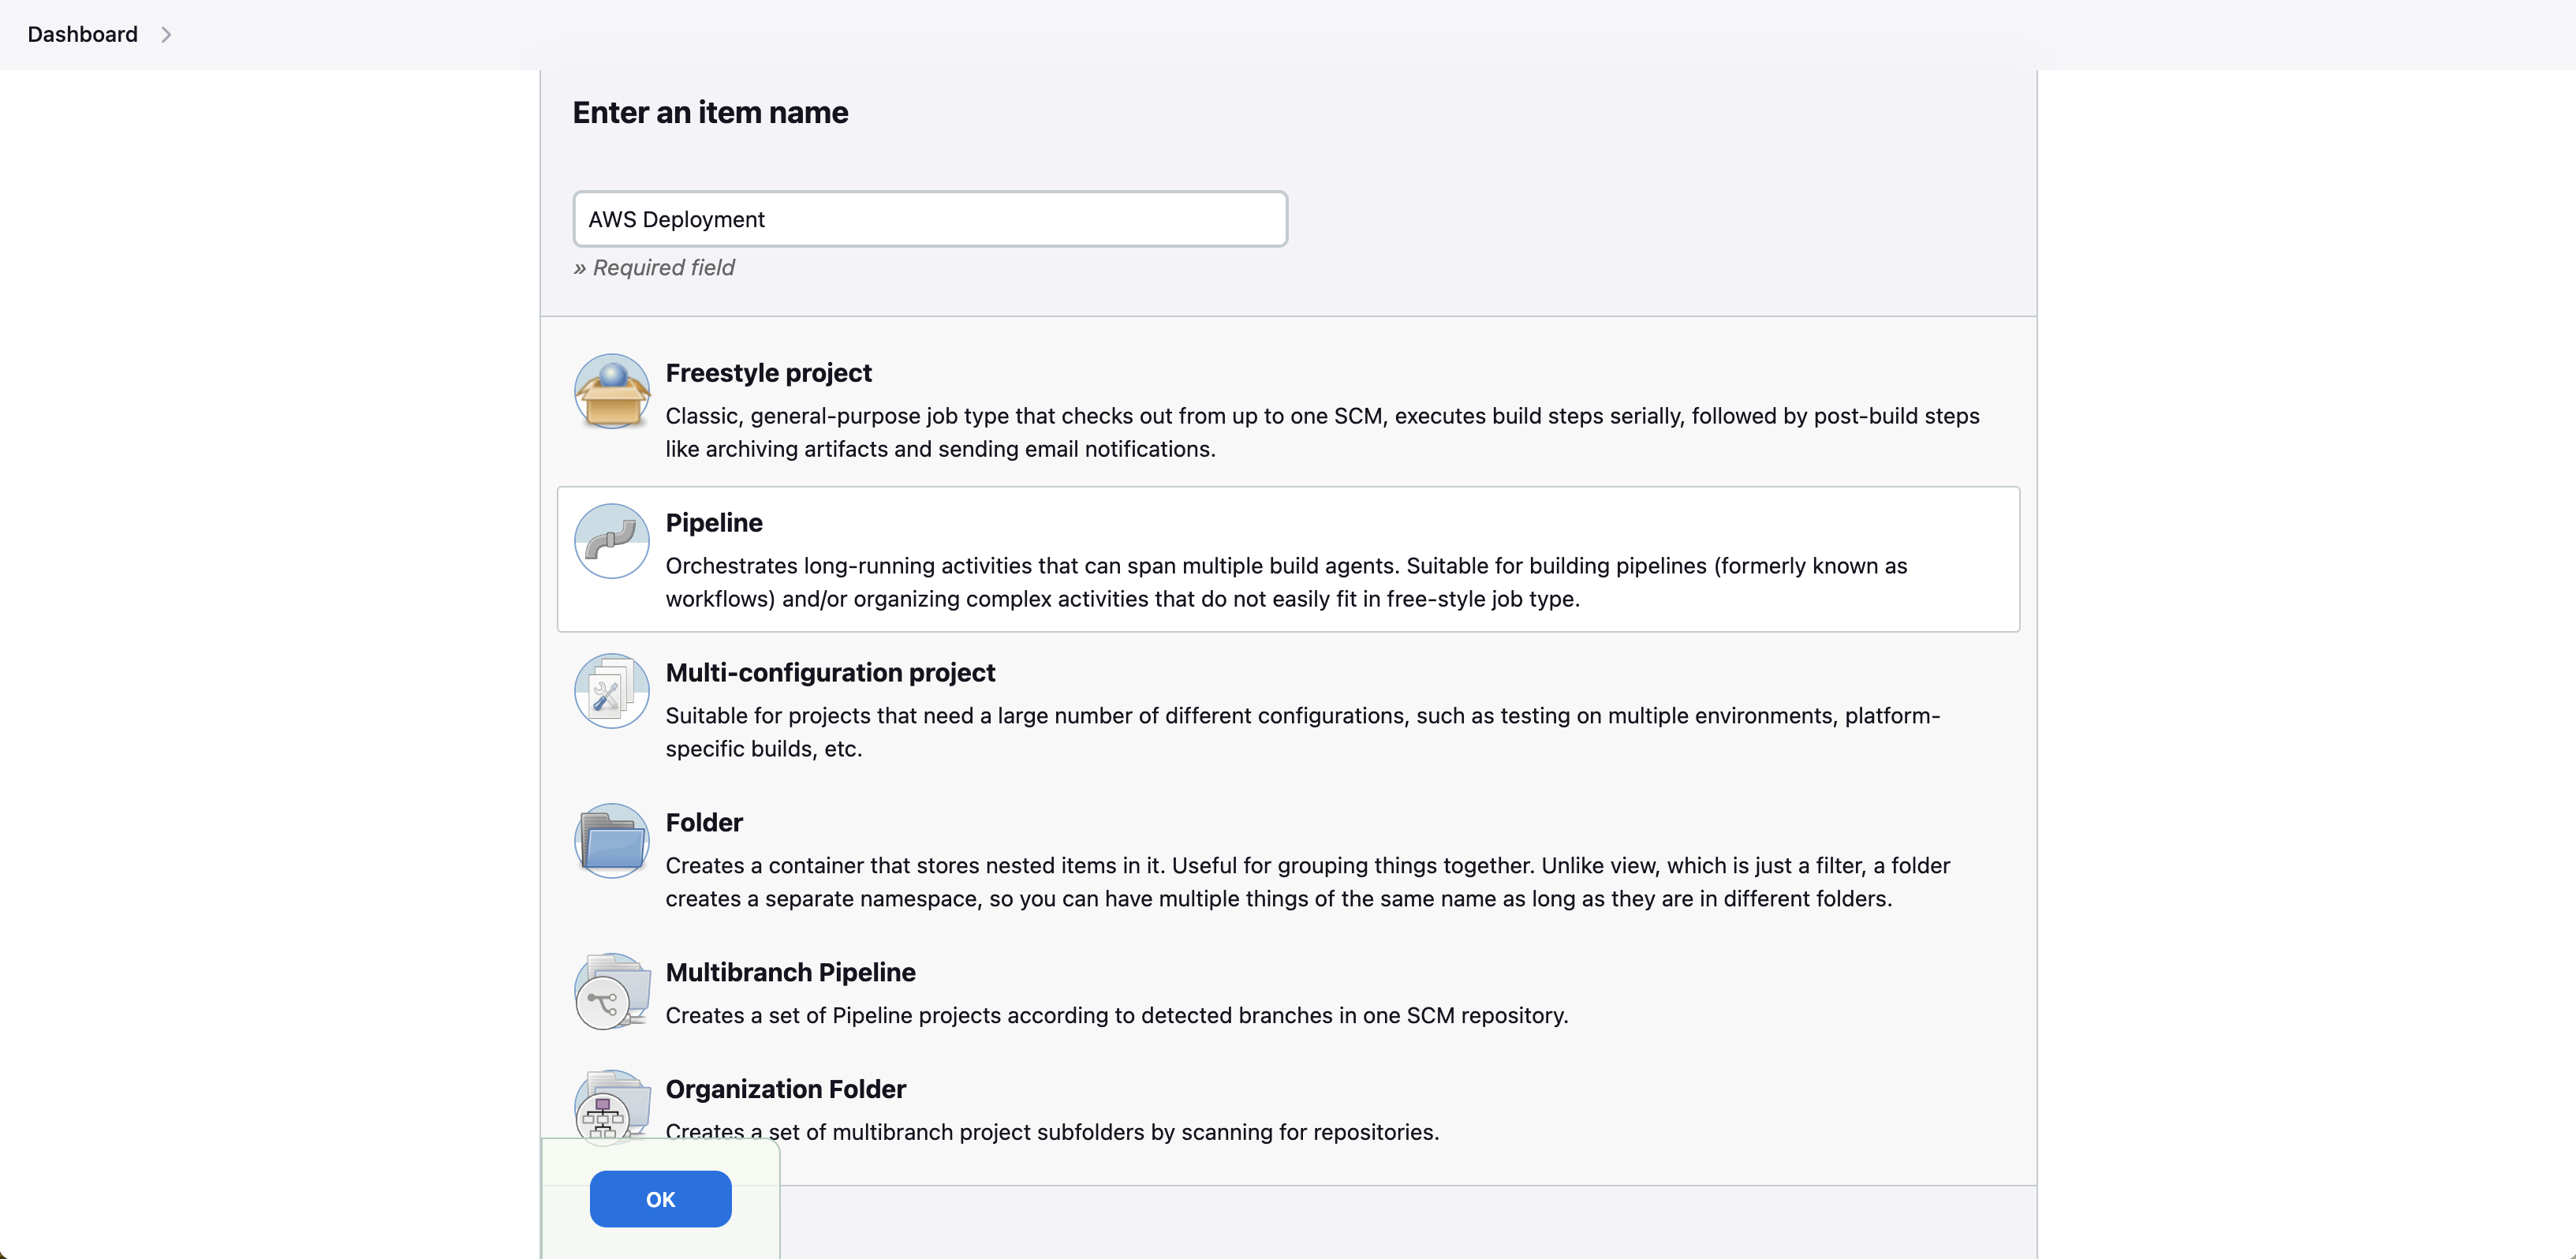 Dashboard
Enter an item name
AWS Deployment
» Required field
Freestyle project
Classic, general-purpose job type that checks out from up to one SCM, executes build steps serially, followed by post-build steps
like archiving artifacts and sending email notifications.
Pipeline
Orchestrates long-running activities that can span multiple build agents. Suitable for building pipelines (formerly known as
workflows) and/or organizing complex activities that do not easily fit in free-style job type.
Multi-configuration project
Suitable for projects that need a large number of different configurations, such as testing on multiple environments, platform-
specific builds, etc.
Folder
Creates a container that stores nested items in it. Useful for grouping things together. Unlike view, which is just a filter, a folder
creates a separate namespace, so you can have multiple things of the same name as long as they are in different folders.
Multibranch Pipeline
Creates a set of Pipeline projects according to detected branches in one SCM repository.
Organization Folder
Creates a set of multibranch project subfolders by scanning for repositories.
OK